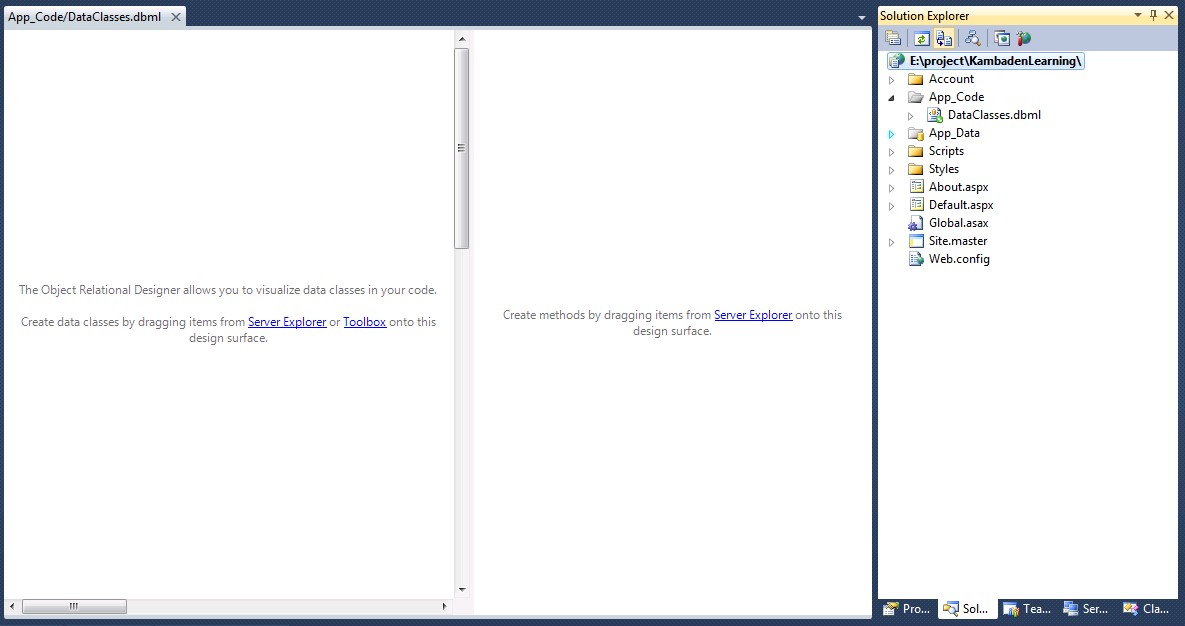 App_Code/DataClasses.dbml
The Object Relational Designer allows you to visualize data classes in your code.
Create data classes by dragging items from Server Explorer or Toolbox onto this
design surface.
Create methods by dragging items from Server Explorer onto this
design surface.
Solution Explorer
E:\project\KambadenLearning\
Account
App_Code
DataClasses.dbml
App_Data
Scripts
Styles
About.aspx
Default.aspx
Global.asax
Site.master
Web.config
Pro... Sol... Tea... Ser... Cla...